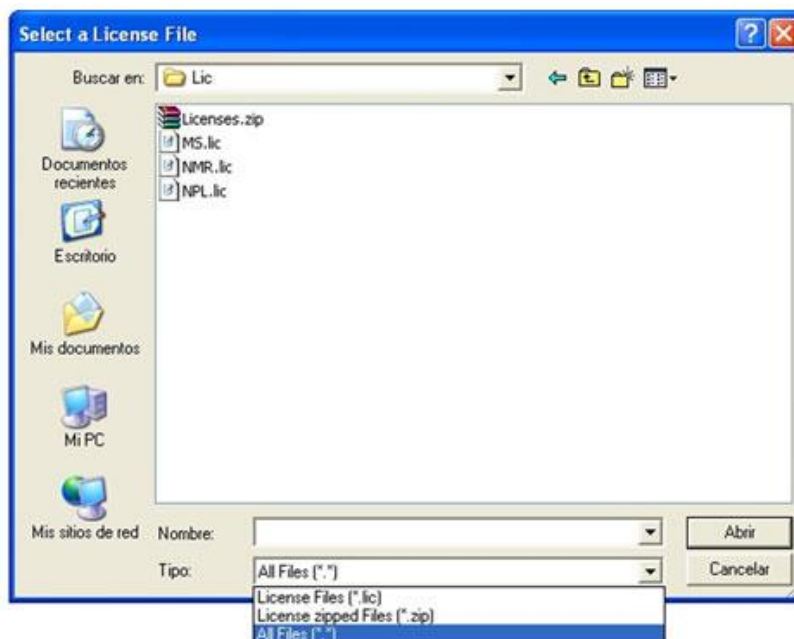 Select a License File
Buscar en: Lic
Licenses.zip
MS.lic
NMR.lic
NPL.lic
Documentos
recientes
Escritorio
Mis documentos
Mi PC
Mis sitios de red
Nombre:
Abrir
Tipo: All Files (*.*)
Cancelar
License Files (*.lic)
License zipped Files (*.zip)
All Files (*.*)